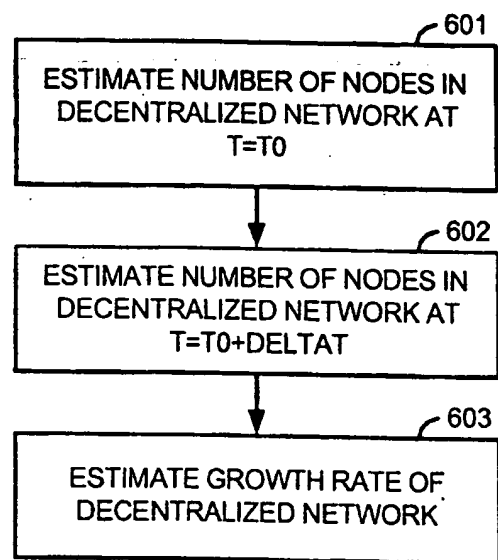 601
ESTIMATE NUMBER OF NODES IN
DECENTRALIZED NETWORK AT
T=T0
602
ESTIMATE NUMBER OF NODES IN
DECENTRALIZED NETWORK AT
T=T0+DELTAT
603
ESTIMATE GROWTH RATE OF
DECENTRALIZED NETWORK